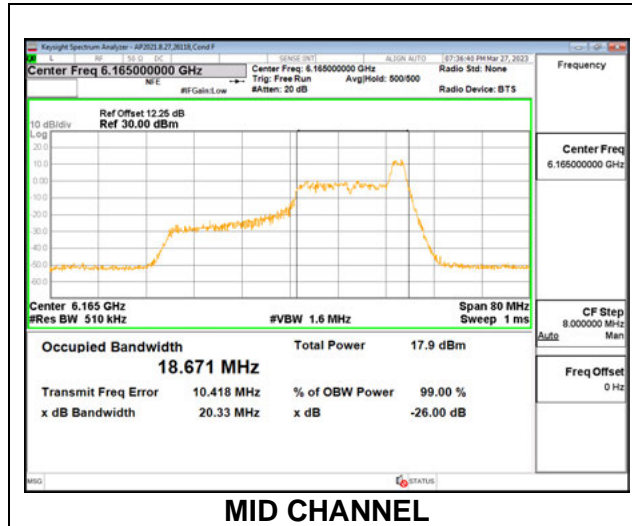 Keysight Spectrum Analyzer - AP2021.8.27,26118,Cond F
L RF 50 Ω DC SENSE:INT ALIGN AUTO 07:36:40 PM Mar 27, 2023
Center Freq 6.165000000 GHz Center Freq: 6.165000000 GHz Radio Std: None Frequency
NFE Trig: Free Run Avg|Hold: 500/500
#IFGain:Low #Atten: 20 dB Radio Device: BTS
Ref Offset 12.25 dB
10 dB/div Ref 30.00 dBm
Log
20.0
10.0
0.00
-10.0
-20.0
-30.0
-40.0
-50.0
-60.0
Center Freq
6.165000000 GHz
Center 6.165 GHz Span 80 MHz
#Res BW 510 kHz #VBW 1.6 MHz Sweep 1 ms
CF Step
8.000000 MHz
Auto Man
Occupied Bandwidth Total Power 17.9 dBm
18.671 MHz
Freq Offset
0 Hz
Transmit Freq Error 10.418 MHz % of OBW Power 99.00 %
x dB Bandwidth 20.33 MHz x dB -26.00 dB
MSG STATUS
MID CHANNEL